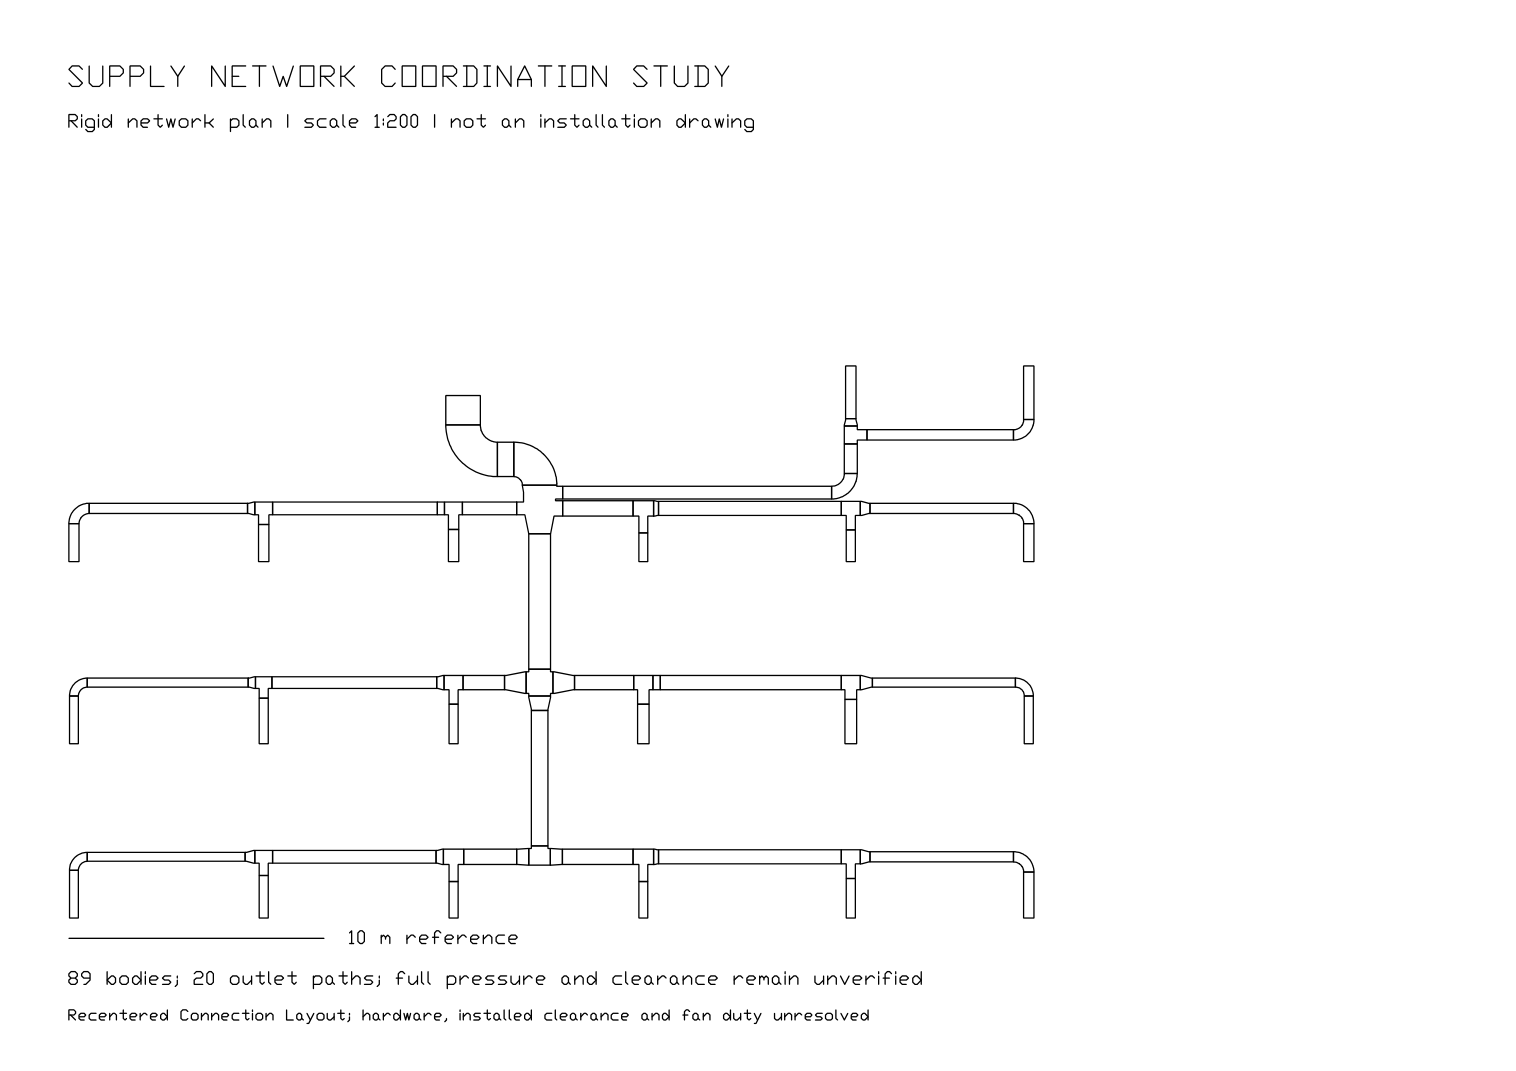 SUPPLY NETWORK COORDINATION STUDY
Rigid network plan | scale 1:200 | not an installation drawing
10 m reference
89 bodies; 20 outlet paths; full pressure and clearance remain unverified
Recentered Connection Layout; hardware, installed clearance and fan duty unresolved